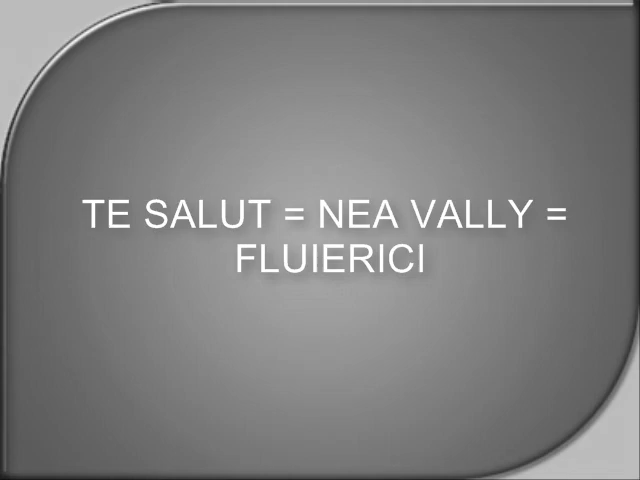 TE SALUT = NEA VALLY =
FLUIERICI